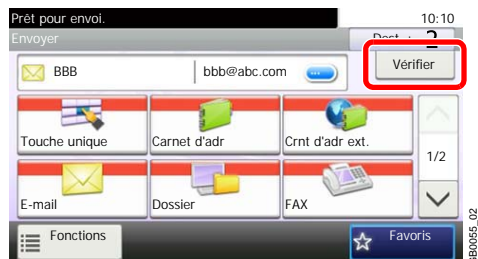 Prêt pour envoi. 10:10
Envoyer Dest. : 2
BBB bbb@abc.com Vérifier
Touche unique Carnet d'adr Crnt d'adr ext.
1/2
E-mail Dossier FAX
Fonctions Favoris